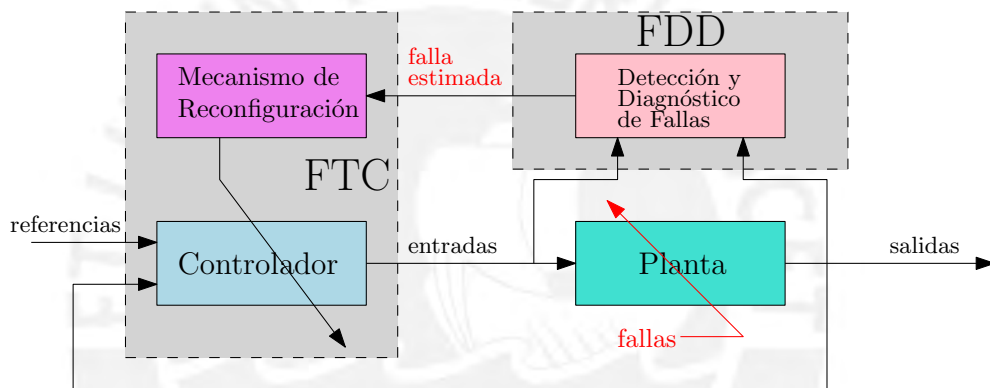 FDD
falla
estimada
Mecanismo de
Reconfiguración
Detección y
Diagnóstico
de Fallas
FTC
referencias
Controlador
entradas
Planta
salidas
fallas